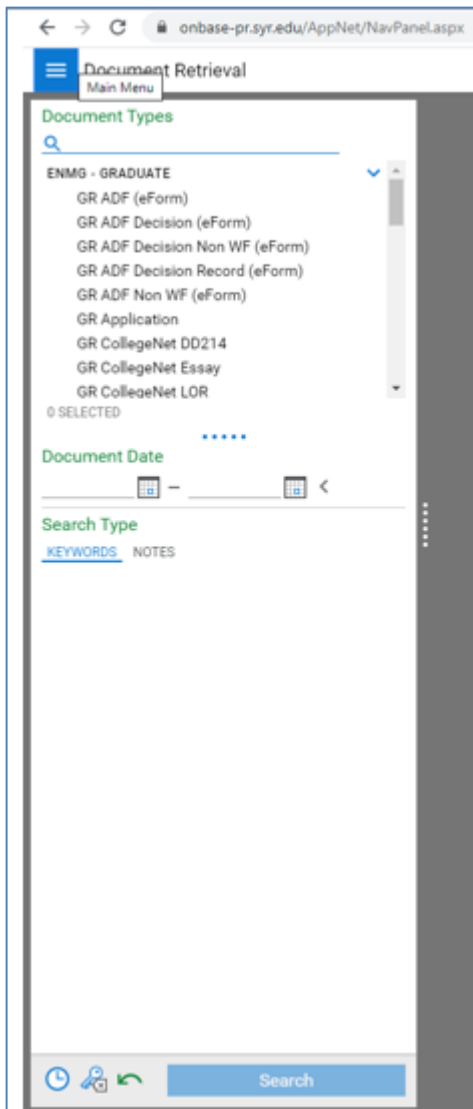 onbase-pr.syr.edu/AppNet/NavPanel.aspx
Document Retrieval
Main Menu
Document Types
ENMG - GRADUATE
GR ADF (eForm)
GR ADF Decision (eForm)
GR ADF Decision Non WF (eForm)
GR ADF Decision Record (eForm)
GR ADF Non WF (eForm)
GR Application
GR CollegeNet DD214
GR CollegeNet Essay
GR CollegeNet LOR
0 SELECTED
Document Date
–
Search Type
KEYWORDS NOTES
Search